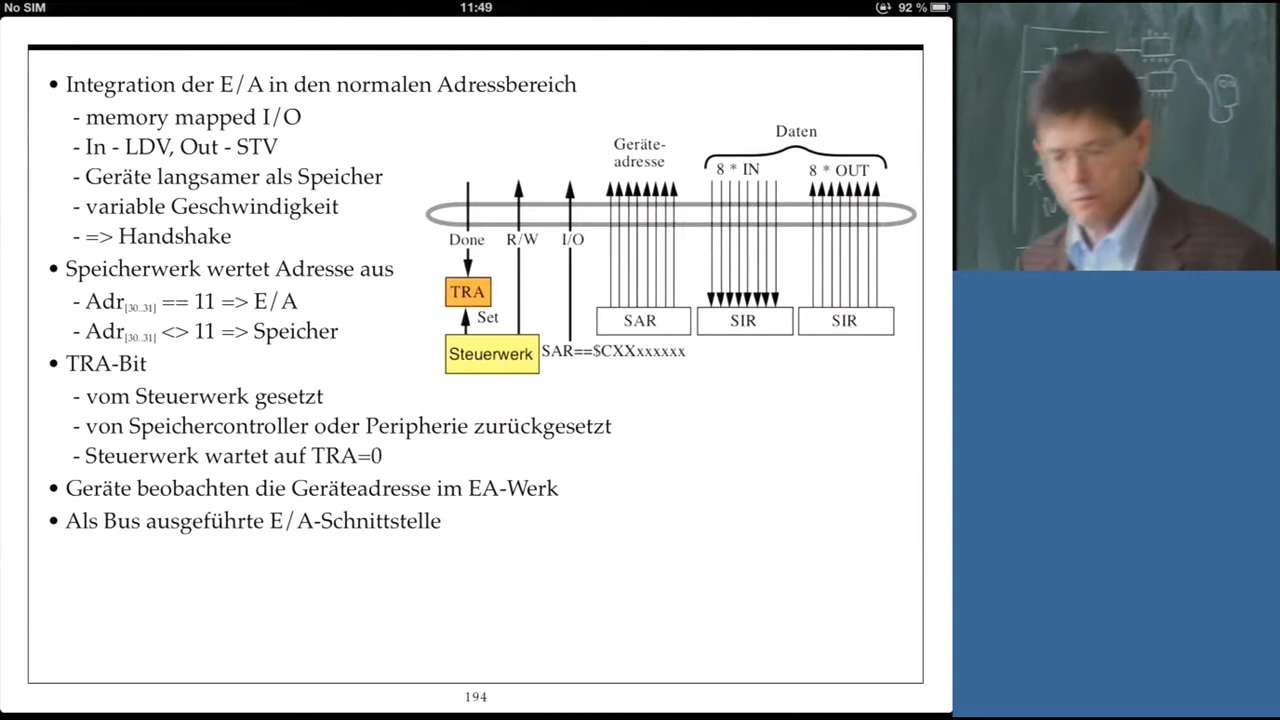 No SIM 11:49 92 %
• Integration der E/A in den normalen Adressbereich
- memory mapped I/O
- In - LDV, Out - STV
- Geräte langsamer als Speicher
- variable Geschwindigkeit
- => Handshake
• Speicherwerk wertet Adresse aus
- Adr[30..31] == 11 => E/A
- Adr[30..31] <> 11 => Speicher
• TRA-Bit
- vom Steuerwerk gesetzt
- von Speichercontroller oder Peripherie zurückgesetzt
- Steuerwerk wartet auf TRA=0
• Geräte beobachten die Geräteadresse im EA-Werk
• Als Bus ausgeführte E/A-Schnittstelle
Daten
Geräte-
adresse
8 * IN 8 * OUT
Done R/W I/O
TRA
Set
SAR SIR SIR
Steuerwerk SAR==$CXXxxxxxx
194